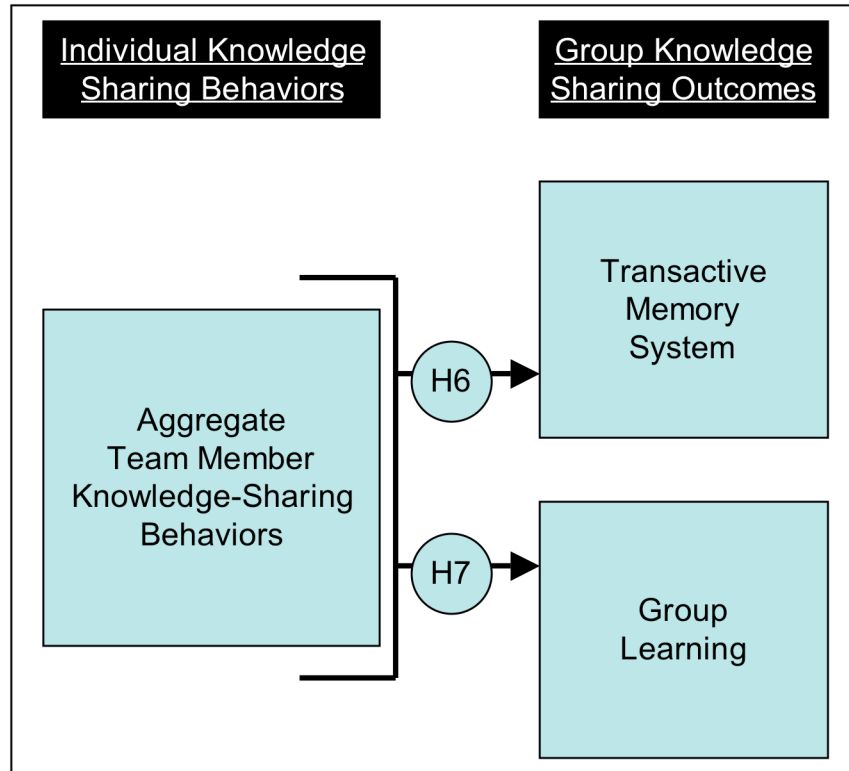 Individual Knowledge
Sharing Behaviors
Group Knowledge
Sharing Outcomes
Aggregate
Team Member
Knowledge-Sharing
Behaviors
H6
H7
Transactive
Memory
System
Group
Learning